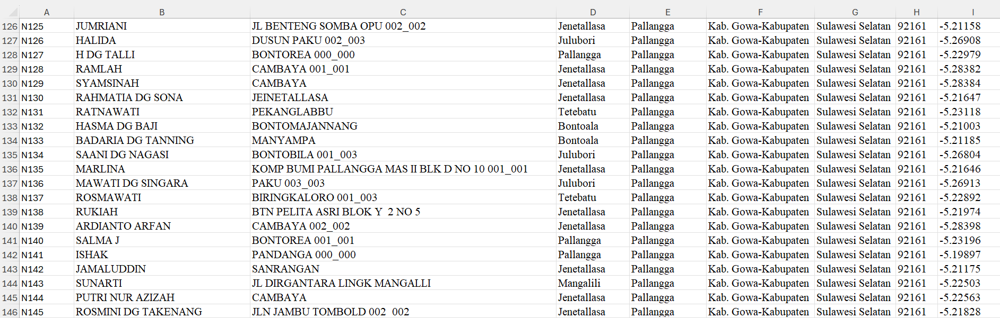 A B C D E F G H I
126 N125 JUMRIANI JL BENTENG SOMBA OPU 002_002 Jenetallasa Pallangga Kab. Gowa-Kabupaten Sulawesi Selatan 92161 -5.21158
127 N126 HALIDA DUSUN PAKU 002_003 Julubori Pallangga Kab. Gowa-Kabupaten Sulawesi Selatan 92161 -5.26908
128 N127 H DG TALLI BONTOREA 000_000 Pallangga Pallangga Kab. Gowa-Kabupaten Sulawesi Selatan 92161 -5.22979
129 N128 RAMLAH CAMBAYA 001_001 Jenetallasa Pallangga Kab. Gowa-Kabupaten Sulawesi Selatan 92161 -5.28382
130 N129 SYAMSINAH CAMBAYA Jenetallasa Pallangga Kab. Gowa-Kabupaten Sulawesi Selatan 92161 -5.28384
131 N130 RAHMATIA DG SONA JEINETALLASA Jenetallasa Pallangga Kab. Gowa-Kabupaten Sulawesi Selatan 92161 -5.21647
132 N131 RATNAWATI PEKANGLABBU Tetebatu Pallangga Kab. Gowa-Kabupaten Sulawesi Selatan 92161 -5.23118
133 N132 HASMA DG BAJI BONTOMAJANNANG Bontoala Pallangga Kab. Gowa-Kabupaten Sulawesi Selatan 92161 -5.21003
134 N133 BADARIA DG TANNING MANYAMPA Bontoala Pallangga Kab. Gowa-Kabupaten Sulawesi Selatan 92161 -5.21185
135 N134 SAANI DG NAGASI BONTOBILA 001_003 Julubori Pallangga Kab. Gowa-Kabupaten Sulawesi Selatan 92161 -5.26804
136 N135 MARLINA KOMP BUMI PALLANGGA MAS II BLK D NO 10 001_001 Jenetallasa Pallangga Kab. Gowa-Kabupaten Sulawesi Selatan 92161 -5.21646
137 N136 MAWATI DG SINGARA PAKU 003_003 Julubori Pallangga Kab. Gowa-Kabupaten Sulawesi Selatan 92161 -5.26913
138 N137 ROSMAWATI BIRINGKALORO 001_003 Tetebatu Pallangga Kab. Gowa-Kabupaten Sulawesi Selatan 92161 -5.22892
139 N138 RUKIAH BTN PELITA ASRI BLOK Y  2 NO 5 Jenetallasa Pallangga Kab. Gowa-Kabupaten Sulawesi Selatan 92161 -5.21974
140 N139 ARDIANTO ARFAN CAMBAYA 002_002 Jenetallasa Pallangga Kab. Gowa-Kabupaten Sulawesi Selatan 92161 -5.28398
141 N140 SALMA J BONTOREA 001_001 Pallangga Pallangga Kab. Gowa-Kabupaten Sulawesi Selatan 92161 -5.23196
142 N141 ISHAK PANDANGA 000_000 Pallangga Pallangga Kab. Gowa-Kabupaten Sulawesi Selatan 92161 -5.19897
143 N142 JAMALUDDIN SANRANGAN Jenetallasa Pallangga Kab. Gowa-Kabupaten Sulawesi Selatan 92161 -5.21175
144 N143 SUNARTI JL DIRGANTARA LINGK MANGALLI Mangalili Pallangga Kab. Gowa-Kabupaten Sulawesi Selatan 92161 -5.22503
145 N144 PUTRI NUR AZIZAH CAMBAYA Jenetallasa Pallangga Kab. Gowa-Kabupaten Sulawesi Selatan 92161 -5.22563
146 N145 ROSMINI DG TAKENANG JLN JAMBU TOMBOLD 002_002 Jenetallasa Pallangga Kab. Gowa-Kabupaten Sulawesi Selatan 92161 -5.21828